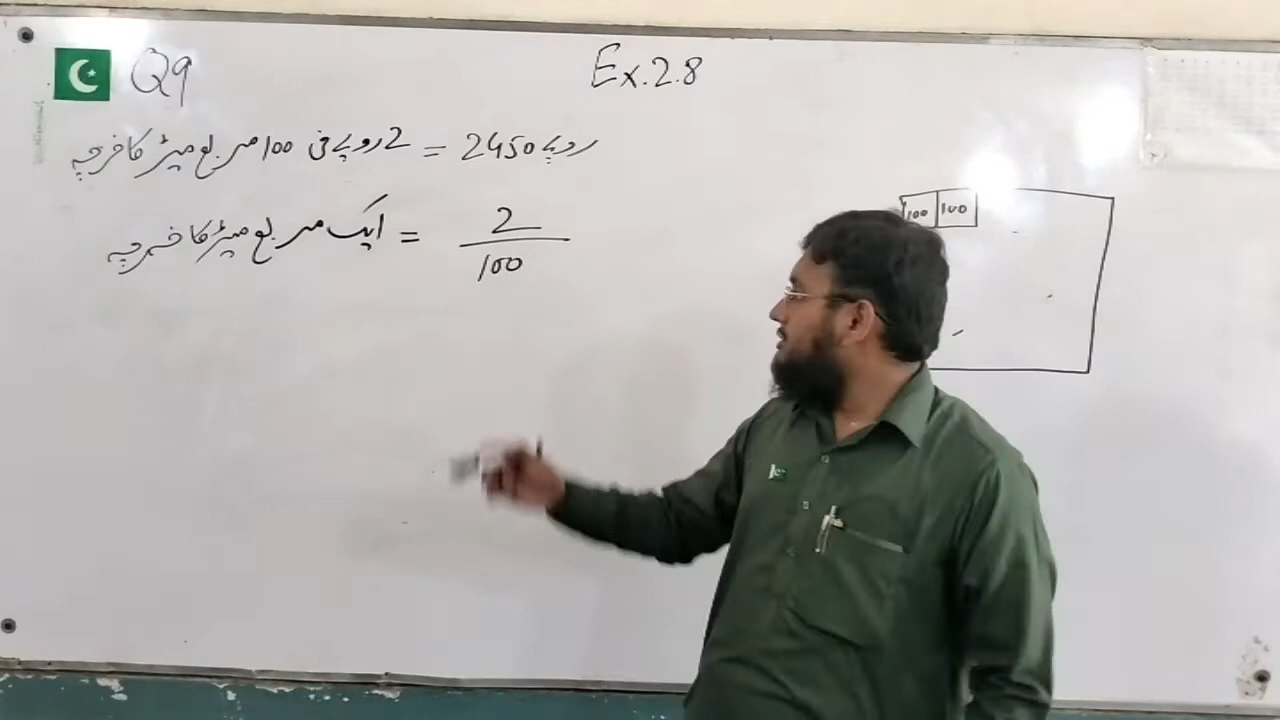 Q9
Ex.2.8
2 روپے فی 100 مربع میٹر کا خرچہ = 2450 روپے
ایک مربع میٹر کا خرچہ = 2/100
100 100